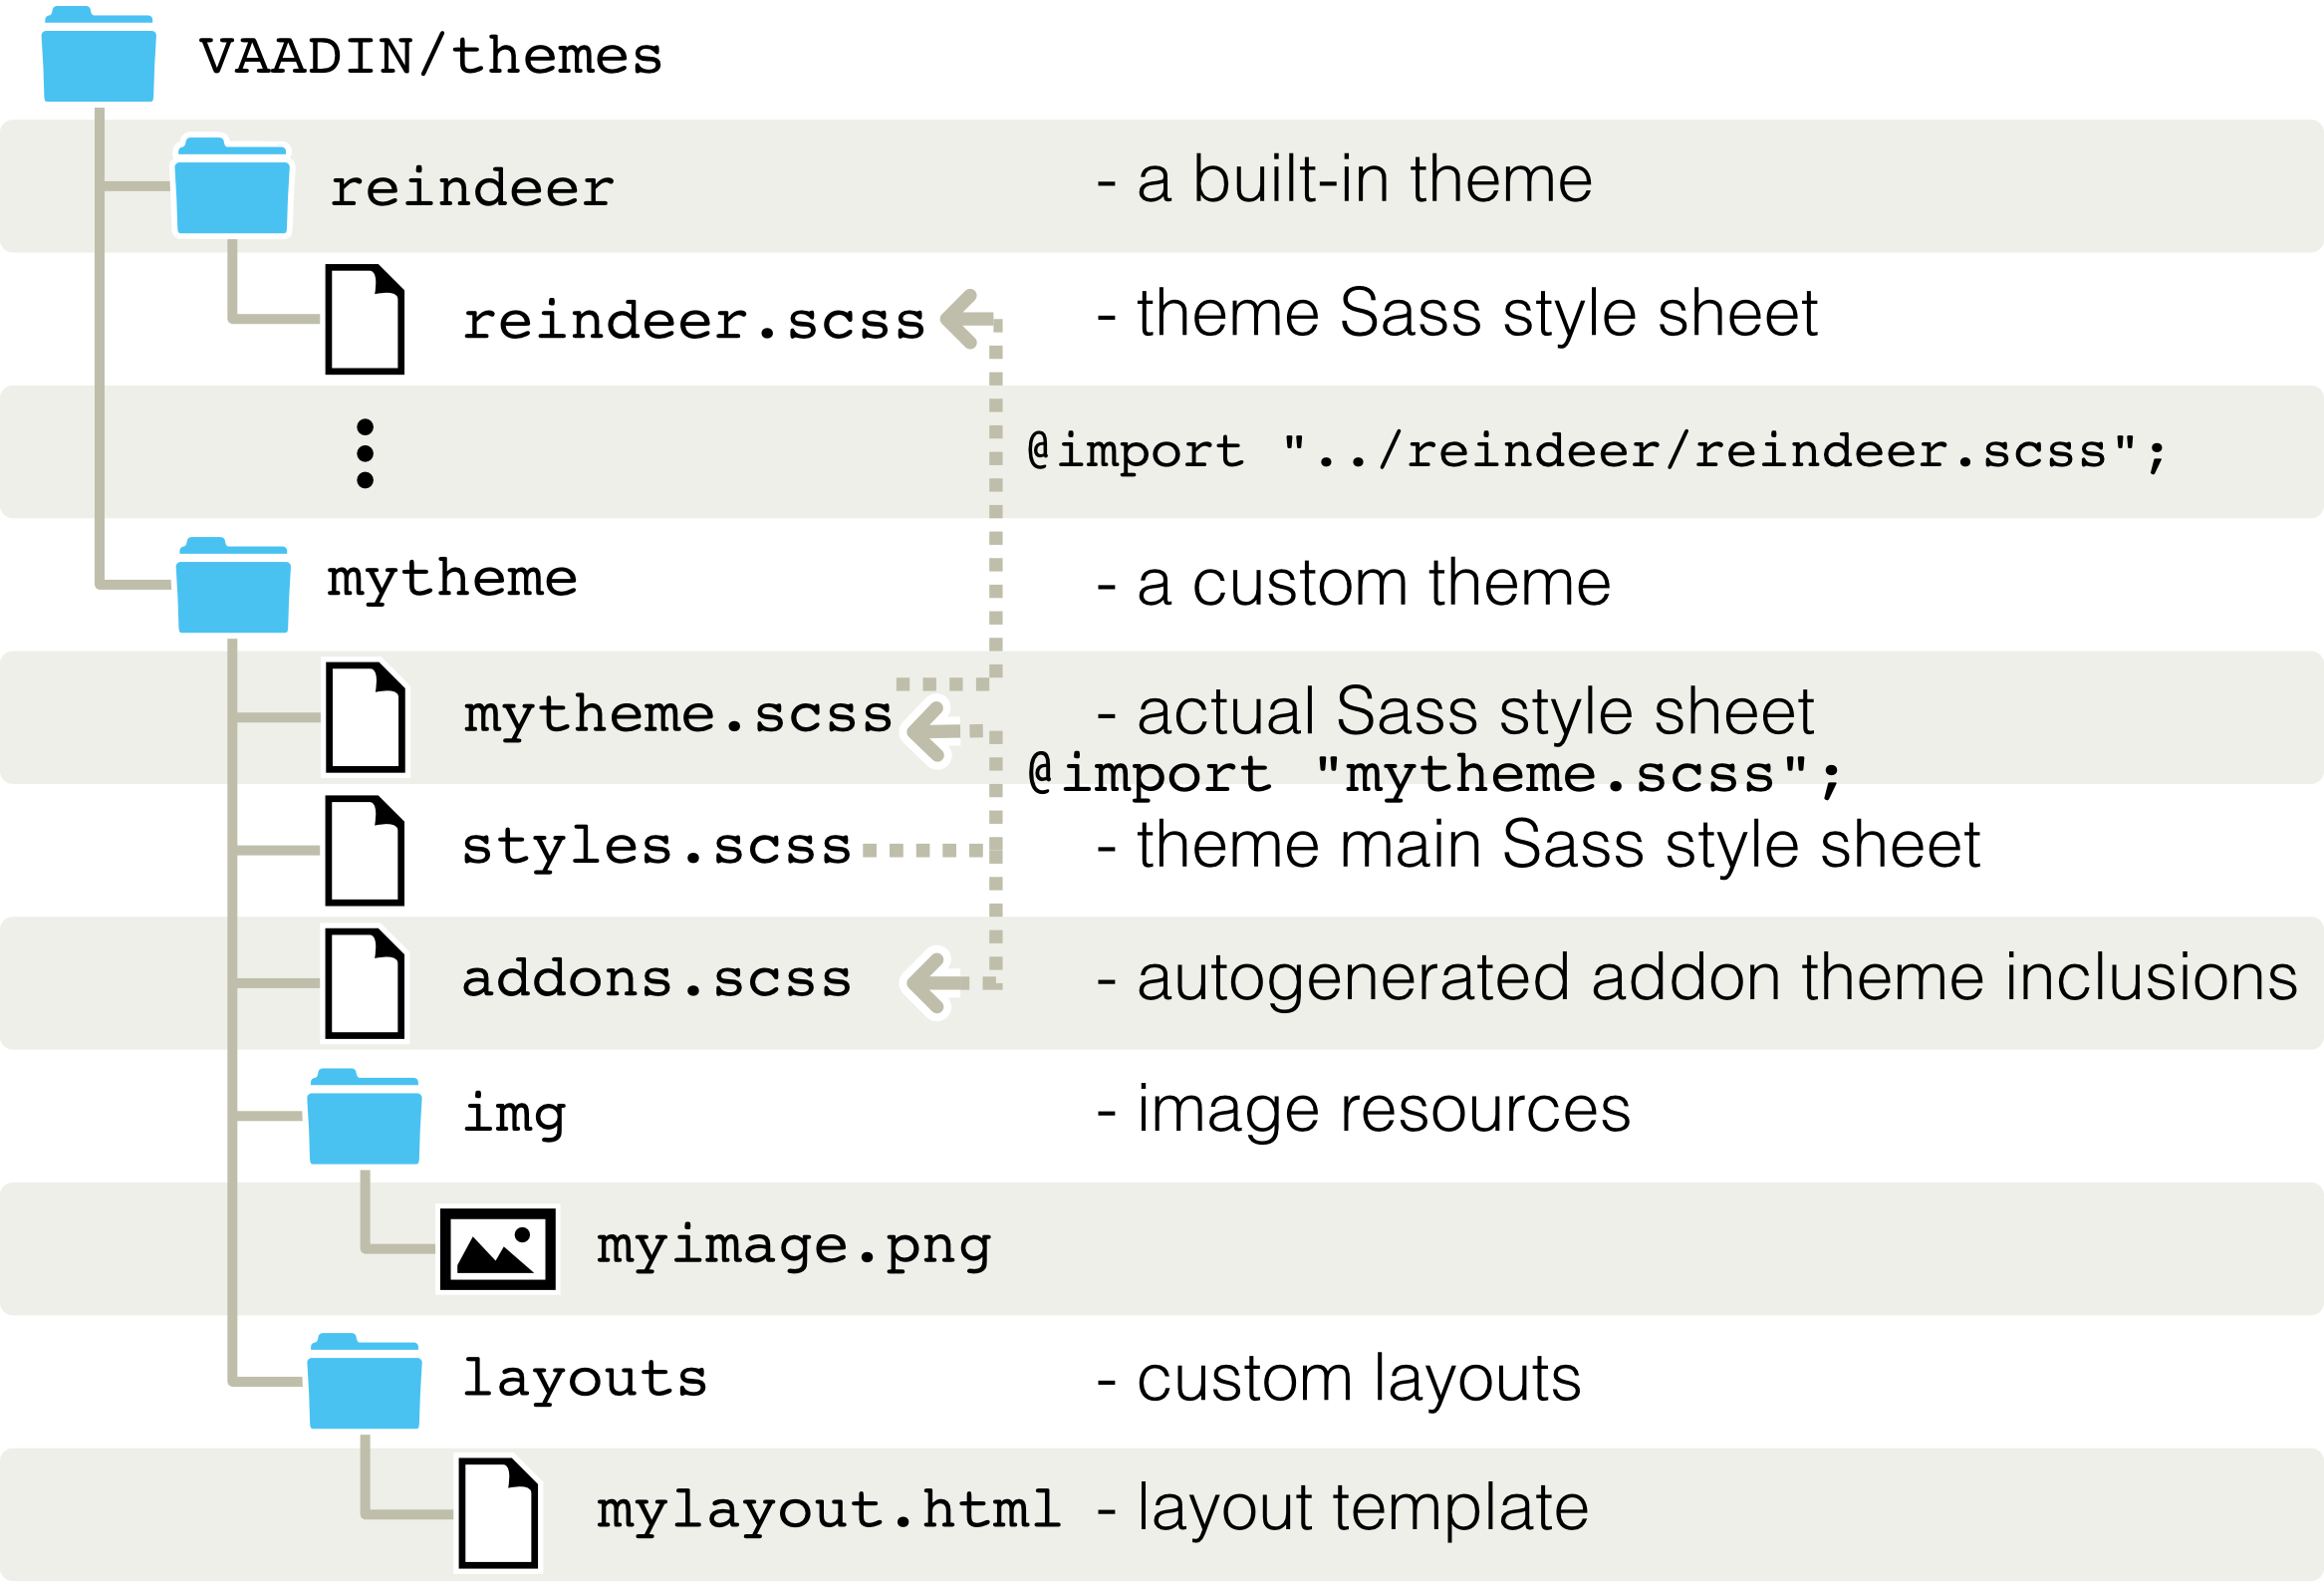 VAADIN/themes
reindeer - a built-in theme
reindeer.scss - theme Sass style sheet
@import "../reindeer/reindeer.scss";
mytheme - a custom theme
mytheme.scss - actual Sass style sheet
@import "mytheme.scss";
styles.scss - theme main Sass style sheet
addons.scss - autogenerated addon theme inclusions
img - image resources
myimage.png
layouts - custom layouts
mylayout.html - layout template